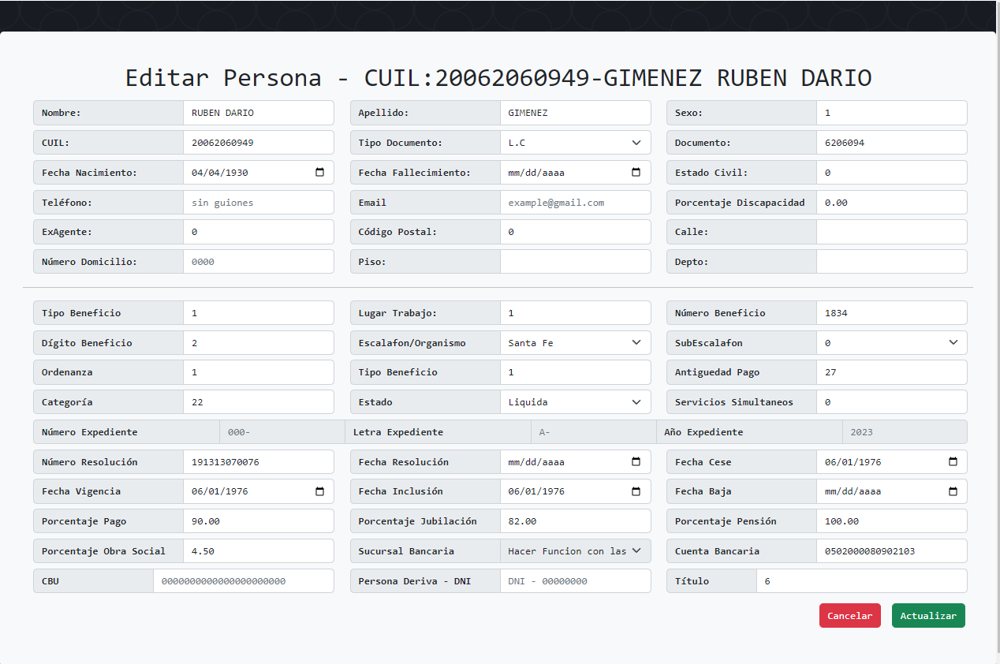 Editar Persona - CUIL:20062060949-GIMENEZ RUBEN DARIO
Nombre: RUBEN DARIO Apellido: GIMENEZ Sexo: 1
CUIL: 20062060949 Tipo Documento: L.C Documento: 6206094
Fecha Nacimiento: 04/04/1930 Fecha Fallecimiento: mm/dd/aaaa Estado Civil: 0
Teléfono: sin guiones Email example@gmail.com Porcentaje Discapacidad 0.00
ExAgente: 0 Código Postal: 0 Calle:
Número Domicilio: 0000 Piso: Depto:
Tipo Beneficio 1 Lugar Trabajo: 1 Número Beneficio 1834
Dígito Beneficio 2 Escalafon/Organismo Santa Fe SubEscalafon 0
Ordenanza 1 Tipo Beneficio 1 Antiguedad Pago 27
Categoría 22 Estado Liquida Servicios Simultaneos 0
Número Expediente 000- Letra Expediente A- Año Expediente 2023
Número Resolución 191313070076 Fecha Resolución mm/dd/aaaa Fecha Cese 06/01/1976
Fecha Vigencia 06/01/1976 Fecha Inclusión 06/01/1976 Fecha Baja mm/dd/aaaa
Porcentaje Pago 90.00 Porcentaje Jubilación 82.00 Porcentaje Pensión 100.00
Porcentaje Obra Social 4.50 Sucursal Bancaria Hacer Funcion con las Cuenta Bancaria 0502000080902103
CBU 0000000000000000000000 Persona Deriva - DNI DNI - 00000000 Título 6
Cancelar Actualizar